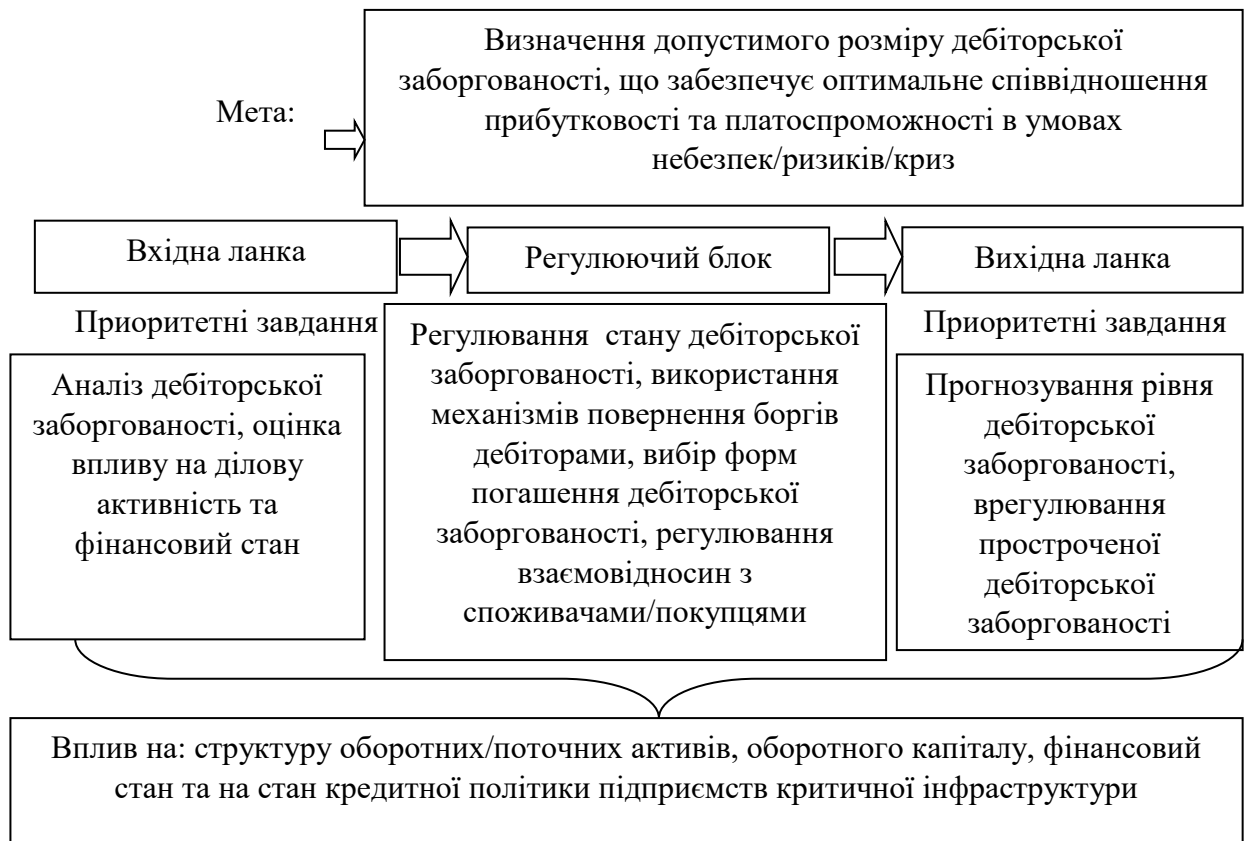 Визначення допустимого розміру дебіторської
заборгованості, що забезпечує оптимальне співвідношення
прибутковості та платоспроможності в умовах
небезпек/ризиків/криз
Мета:
Вхідна ланка
Регулюючий блок
Вихідна ланка
Приоритетні завдання
Аналіз дебіторської
заборгованості, оцінка
впливу на ділову
активність та
фінансовий стан
Регулювання стану дебіторської
заборгованості, використання
механізмів повернення боргів
дебіторами, вибір форм
погашення дебіторської
заборгованості, регулювання
взаємовідносин з
споживачами/покупцями
Приоритетні завдання
Прогнозування рівня
дебіторської
заборгованості,
врегулювання
простроченої
дебіторської
заборгованості
Вплив на: структуру оборотних/поточних активів, оборотного капіталу, фінансовий
стан та на стан кредитної політики підприємств критичної інфраструктури